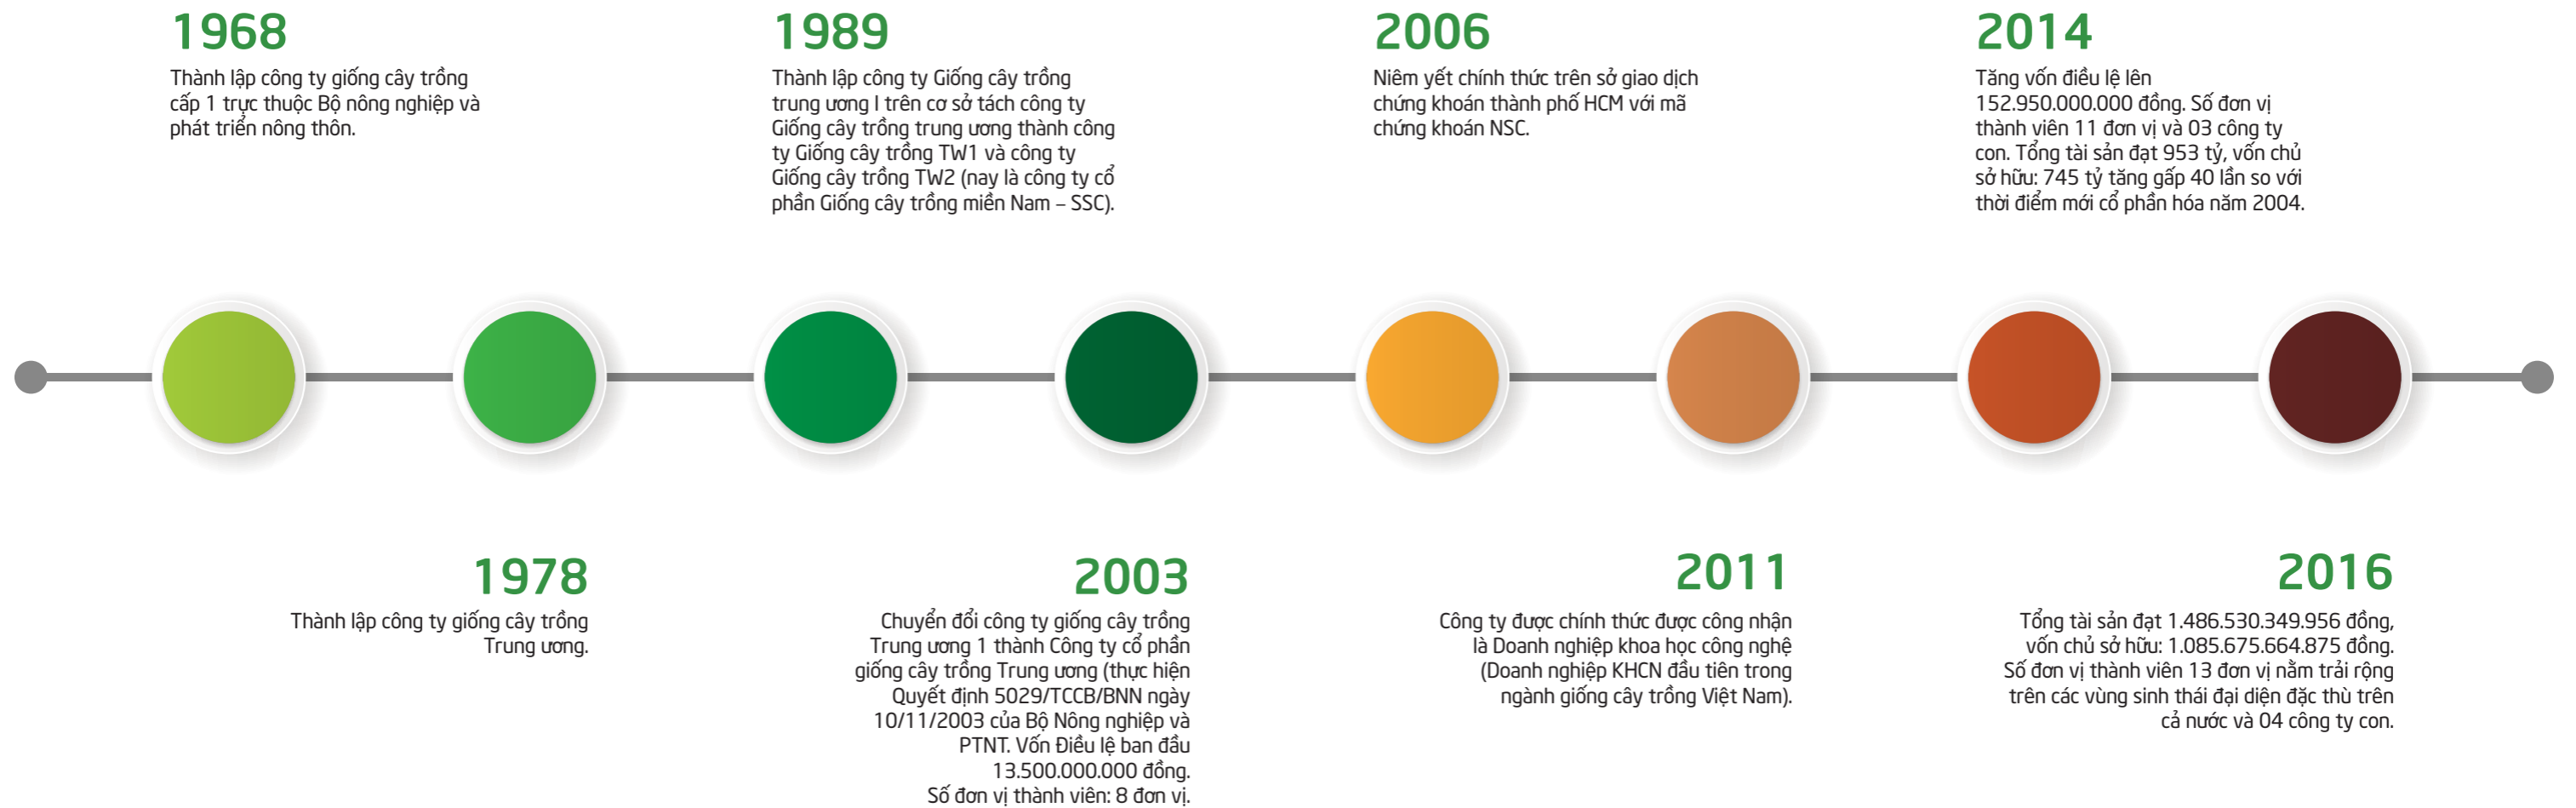 1968
Thành lập công ty giống cây trồng
cấp 1 trực thuộc Bộ nông nghiệp và
phát triển nông thôn.
1978
Thành lập công ty giống cây trồng
Trung ương.
1989
Thành lập công ty Giống cây trồng
trung ương I trên cơ sở tách công ty
Giống cây trồng trung ương thành công
ty Giống cây trồng TW1 và công ty
Giống cây trồng TW2 (nay là công ty cổ
phần Giống cây trồng miền Nam – SSC).
2003
Chuyển đổi công ty giống cây trồng
Trung ương 1 thành Công ty cổ phần
giống cây trồng Trung ương (thực hiện
Quyết định 5029/TCCB/BNN ngày
10/11/2003 của Bộ Nông nghiệp và
PTNT. Vốn Điều lệ ban đầu
13.500.000.000 đồng.
Số đơn vị thành viên: 8 đơn vị.
2006
Niêm yết chính thức trên sở giao dịch
chứng khoán thành phố HCM với mã
chứng khoán NSC.
2011
Công ty được chính thức được công nhận
là Doanh nghiệp khoa học công nghệ
(Doanh nghiệp KHCN đầu tiên trong
ngành giống cây trồng Việt Nam).
2014
Tăng vốn điều lệ lên
152.950.000.000 đồng. Số đơn vị
thành viên 11 đơn vị và 03 công ty
con. Tổng tài sản đạt 953 tỷ, vốn chủ
sở hữu: 745 tỷ tăng gấp 40 lần so với
thời điểm mới cổ phần hóa năm 2004.
2016
Tổng tài sản đạt 1.486.530.349.956 đồng,
vốn chủ sở hữu: 1.085.675.664.875 đồng.
Số đơn vị thành viên 13 đơn vị nằm trải rộng
trên các vùng sinh thái đại diện đặc thù trên
cả nước và 04 công ty con.